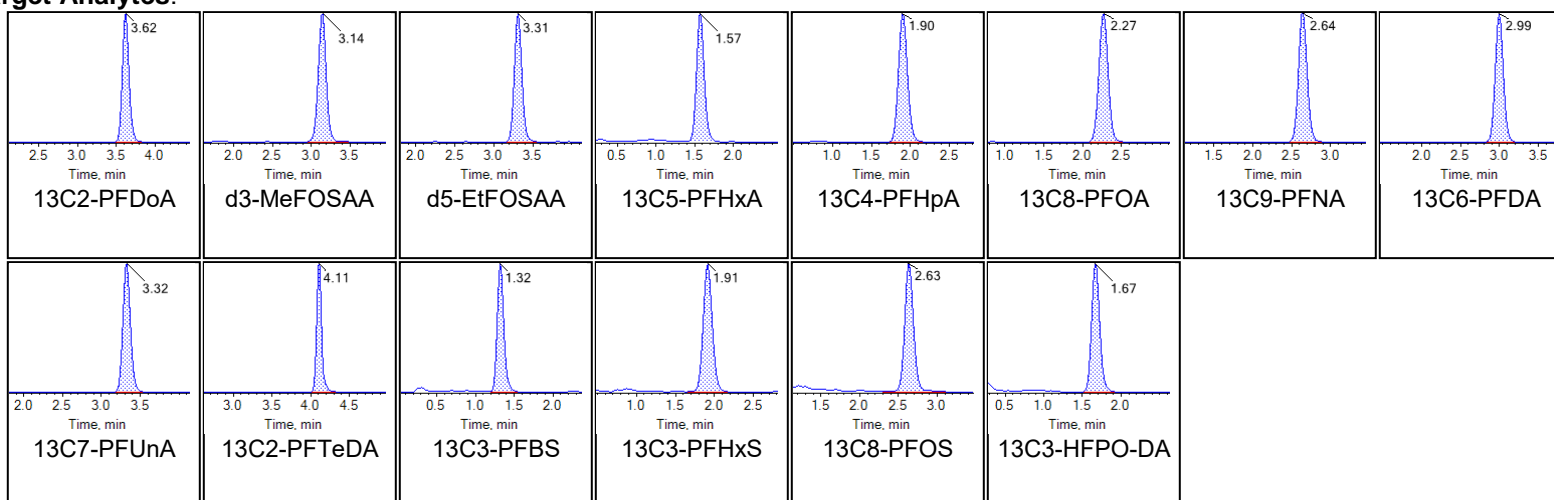 3.62
2.5 3.0 3.5 4.0
Time, min
13C2-PFDoA
3.14
2.0 2.5 3.0 3.5
Time, min
d3-MeFOSAA
3.31
2.0 2.5 3.0 3.5
Time, min
d5-EtFOSAA
1.57
0.5 1.0 1.5 2.0
Time, min
13C5-PFHxA
1.90
1.0 1.5 2.0 2.5
Time, min
13C4-PFHpA
2.27
1.0 1.5 2.0 2.5
Time, min
13C8-PFOA
2.64
1.5 2.0 2.5 3.0
Time, min
13C9-PFNA
2.99
2.0 2.5 3.0 3.5
Time, min
13C6-PFDA
3.32
2.0 2.5 3.0 3.5
Time, min
13C7-PFUnA
4.11
3.0 3.5 4.0 4.5
Time, min
13C2-PFTeDA
1.32
0.5 1.0 1.5 2.0
Time, min
13C3-PFBS
1.91
1.0 1.5 2.0 2.5
Time, min
13C3-PFHxS
2.63
1.5 2.0 2.5 3.0
Time, min
13C8-PFOS
1.67
0.5 1.0 1.5 2.0
Time, min
13C3-HFPO-DA